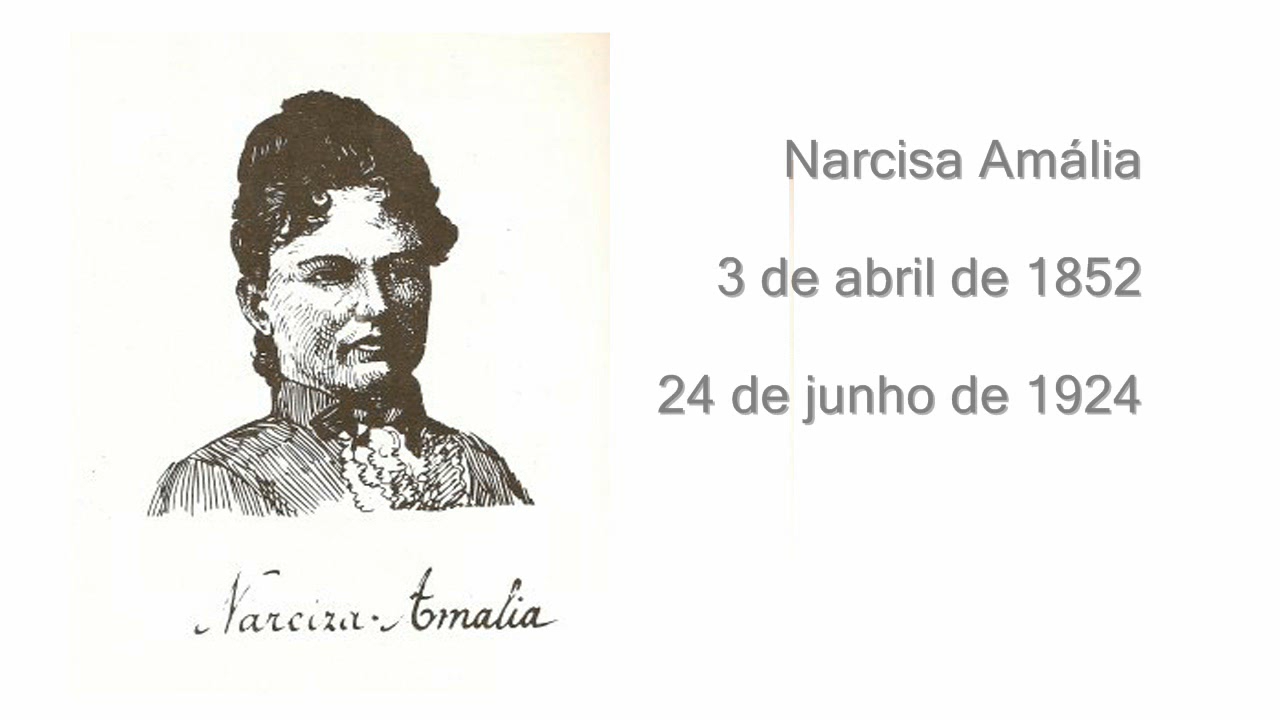 Narcisa Amália
3 de abril de 1852
24 de junho de 1924
Narciza Amalia